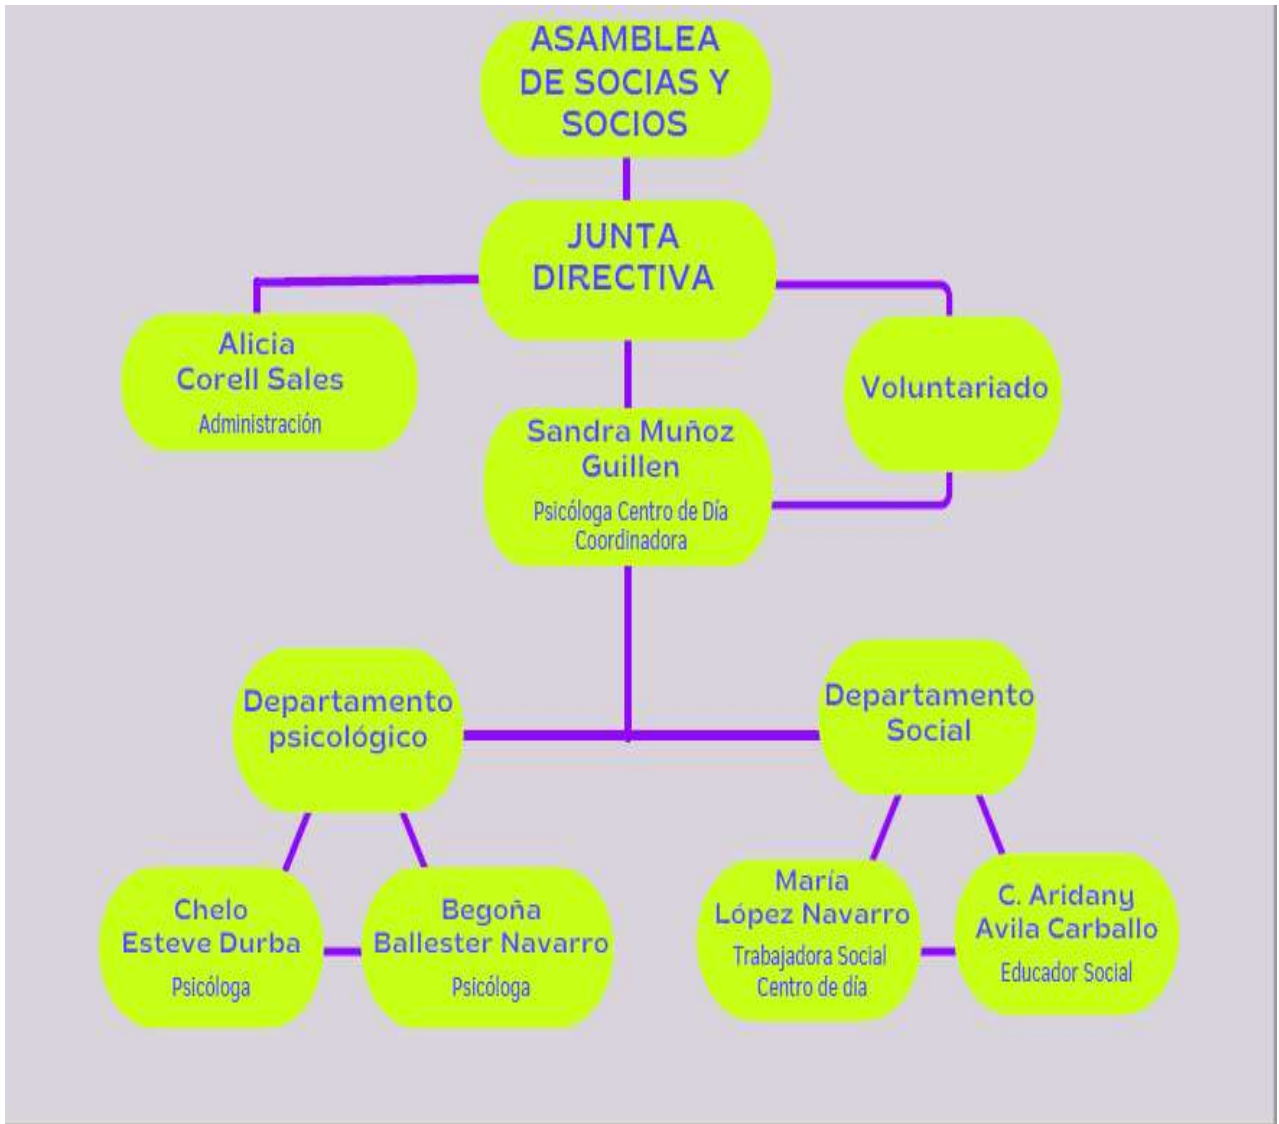 ASAMBLEA
DE SOCIAS Y
SOCIOS
JUNTA
DIRECTIVA
Alicia
Corell Sales
Administración
Voluntariado
Sandra Muñoz
Guillen
Psicóloga Centro de Día
Coordinadora
Departamento
psicológico
Departamento
Social
Chelo
Esteve Durba
Psicóloga
Begoña
Ballester Navarro
Psicóloga
María
López Navarro
Trabajadora Social
Centro de día
C. Aridany
Avila Carballo
Educador Social